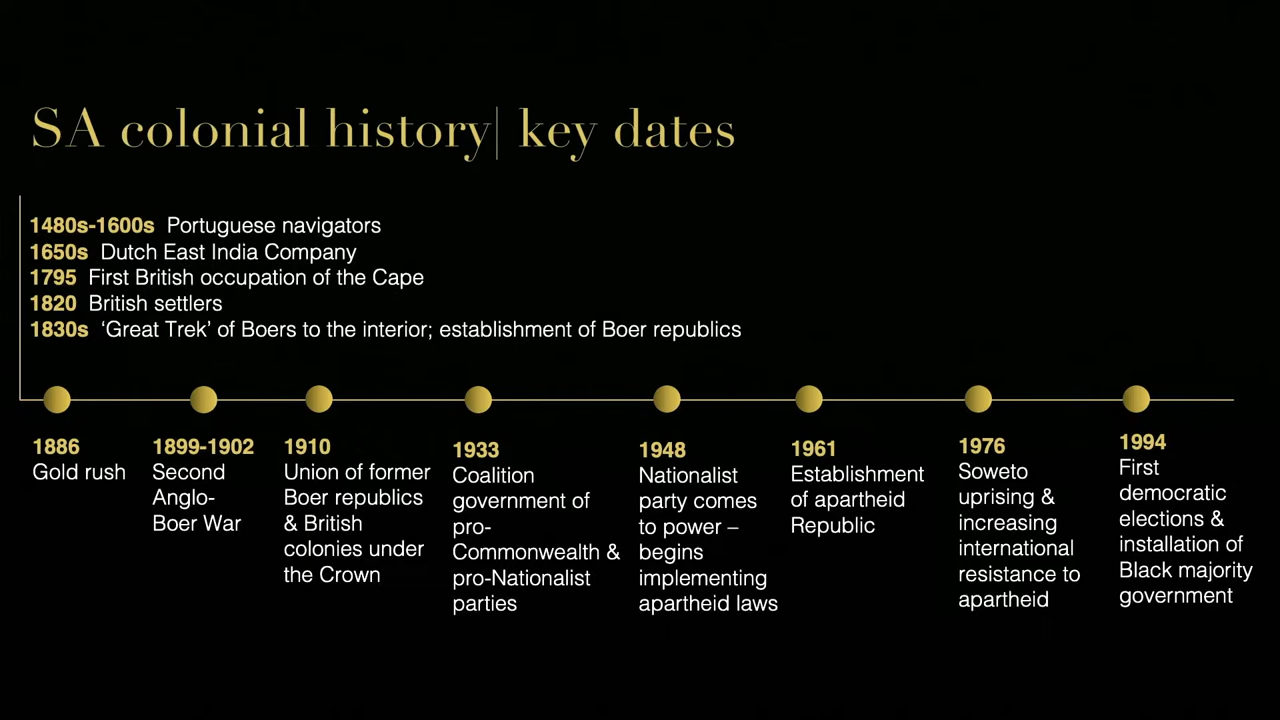 SA colonial history| key dates
1480s-1600s Portuguese navigators
1650s Dutch East India Company
1795 First British occupation of the Cape
1820 British settlers
1830s ‘Great Trek’ of Boers to the interior; establishment of Boer republics
1886
Gold rush
1899-1902
Second
Anglo-
Boer War
1910
Union of former
Boer republics
& British
colonies under
the Crown
1933
Coalition
government of
pro-
Commonwealth &
pro-Nationalist
parties
1948
Nationalist
party comes
to power –
begins
implementing
apartheid laws
1961
Establishment
of apartheid
Republic
1976
Soweto
uprising &
increasing
international
resistance to
apartheid
1994
First
democratic
elections &
installation of
Black majority
government